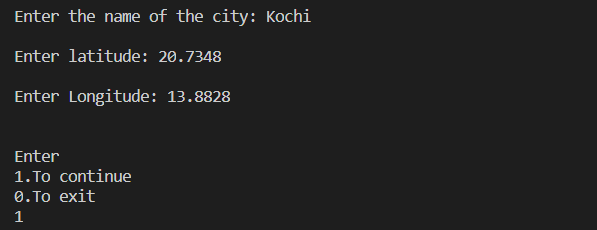 Enter the name of the city: Kochi
Enter latitude: 20.7348
Enter Longitude: 13.8828
Enter
1.To continue
0.To exit
1